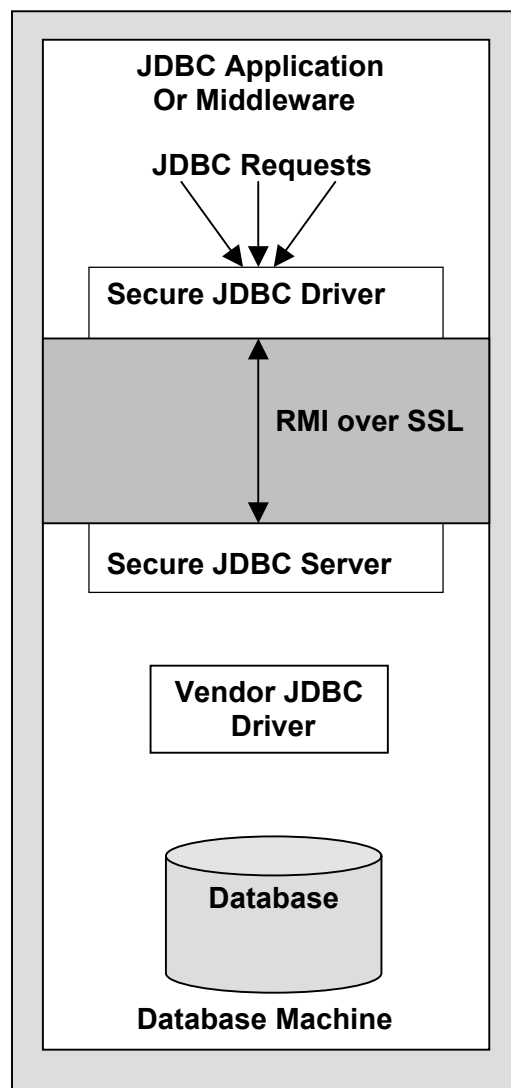 JDBC Application
Or Middleware
JDBC Requests
Secure JDBC Driver
RMI over SSL
Secure JDBC Server
Vendor JDBC
Driver
Database
Database Machine